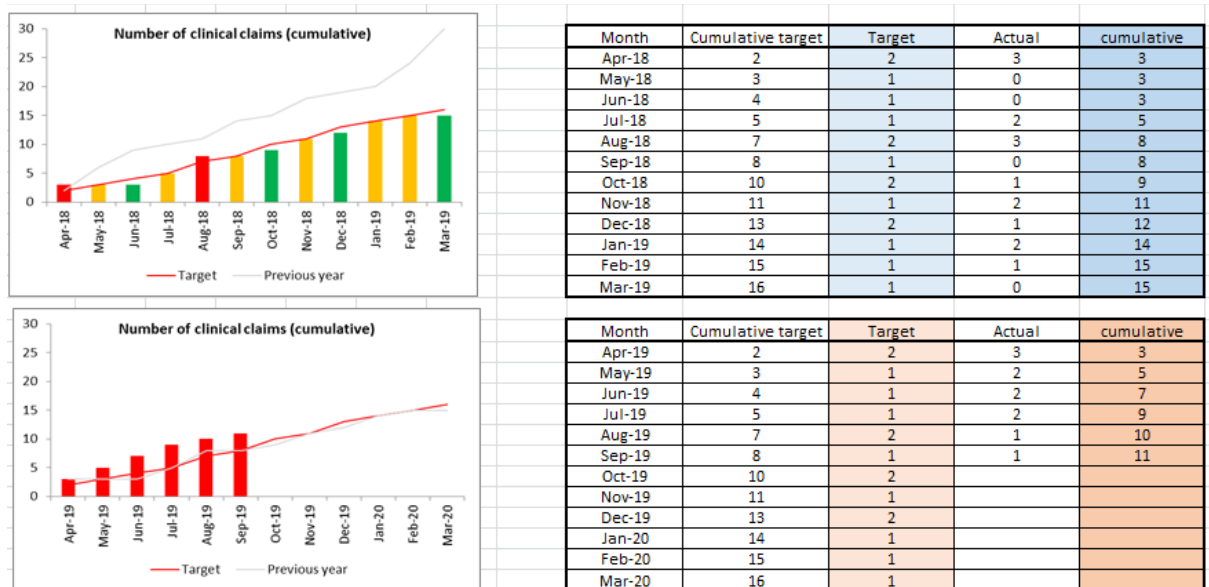 Number of clinical claims (cumulative)
30
25
20
15
10
5
0
Apr-18 May-18 Jun-18 Jul-18 Aug-18 Sep-18 Oct-18 Nov-18 Dec-18 Jan-19 Feb-19 Mar-19
Target Previous year
Month Cumulative target Target Actual cumulative
Apr-18 2 2 3 3
May-18 3 1 0 3
Jun-18 4 1 0 3
Jul-18 5 1 2 5
Aug-18 7 2 3 8
Sep-18 8 1 0 8
Oct-18 10 2 1 9
Nov-18 11 1 2 11
Dec-18 13 2 1 12
Jan-19 14 1 2 14
Feb-19 15 1 1 15
Mar-19 16 1 0 15
Number of clinical claims (cumulative)
30
25
20
15
10
5
0
Apr-19 May-19 Jun-19 Jul-19 Aug-19 Sep-19 Oct-19 Nov-19 Dec-19 Jan-20 Feb-20 Mar-20
Target Previous year
Month Cumulative target Target Actual cumulative
Apr-19 2 2 3 3
May-19 3 1 2 5
Jun-19 4 1 2 7
Jul-19 5 1 2 9
Aug-19 7 2 1 10
Sep-19 8 1 1 11
Oct-19 10 2
Nov-19 11 1
Dec-19 13 2
Jan-20 14 1
Feb-20 15 1
Mar-20 16 1